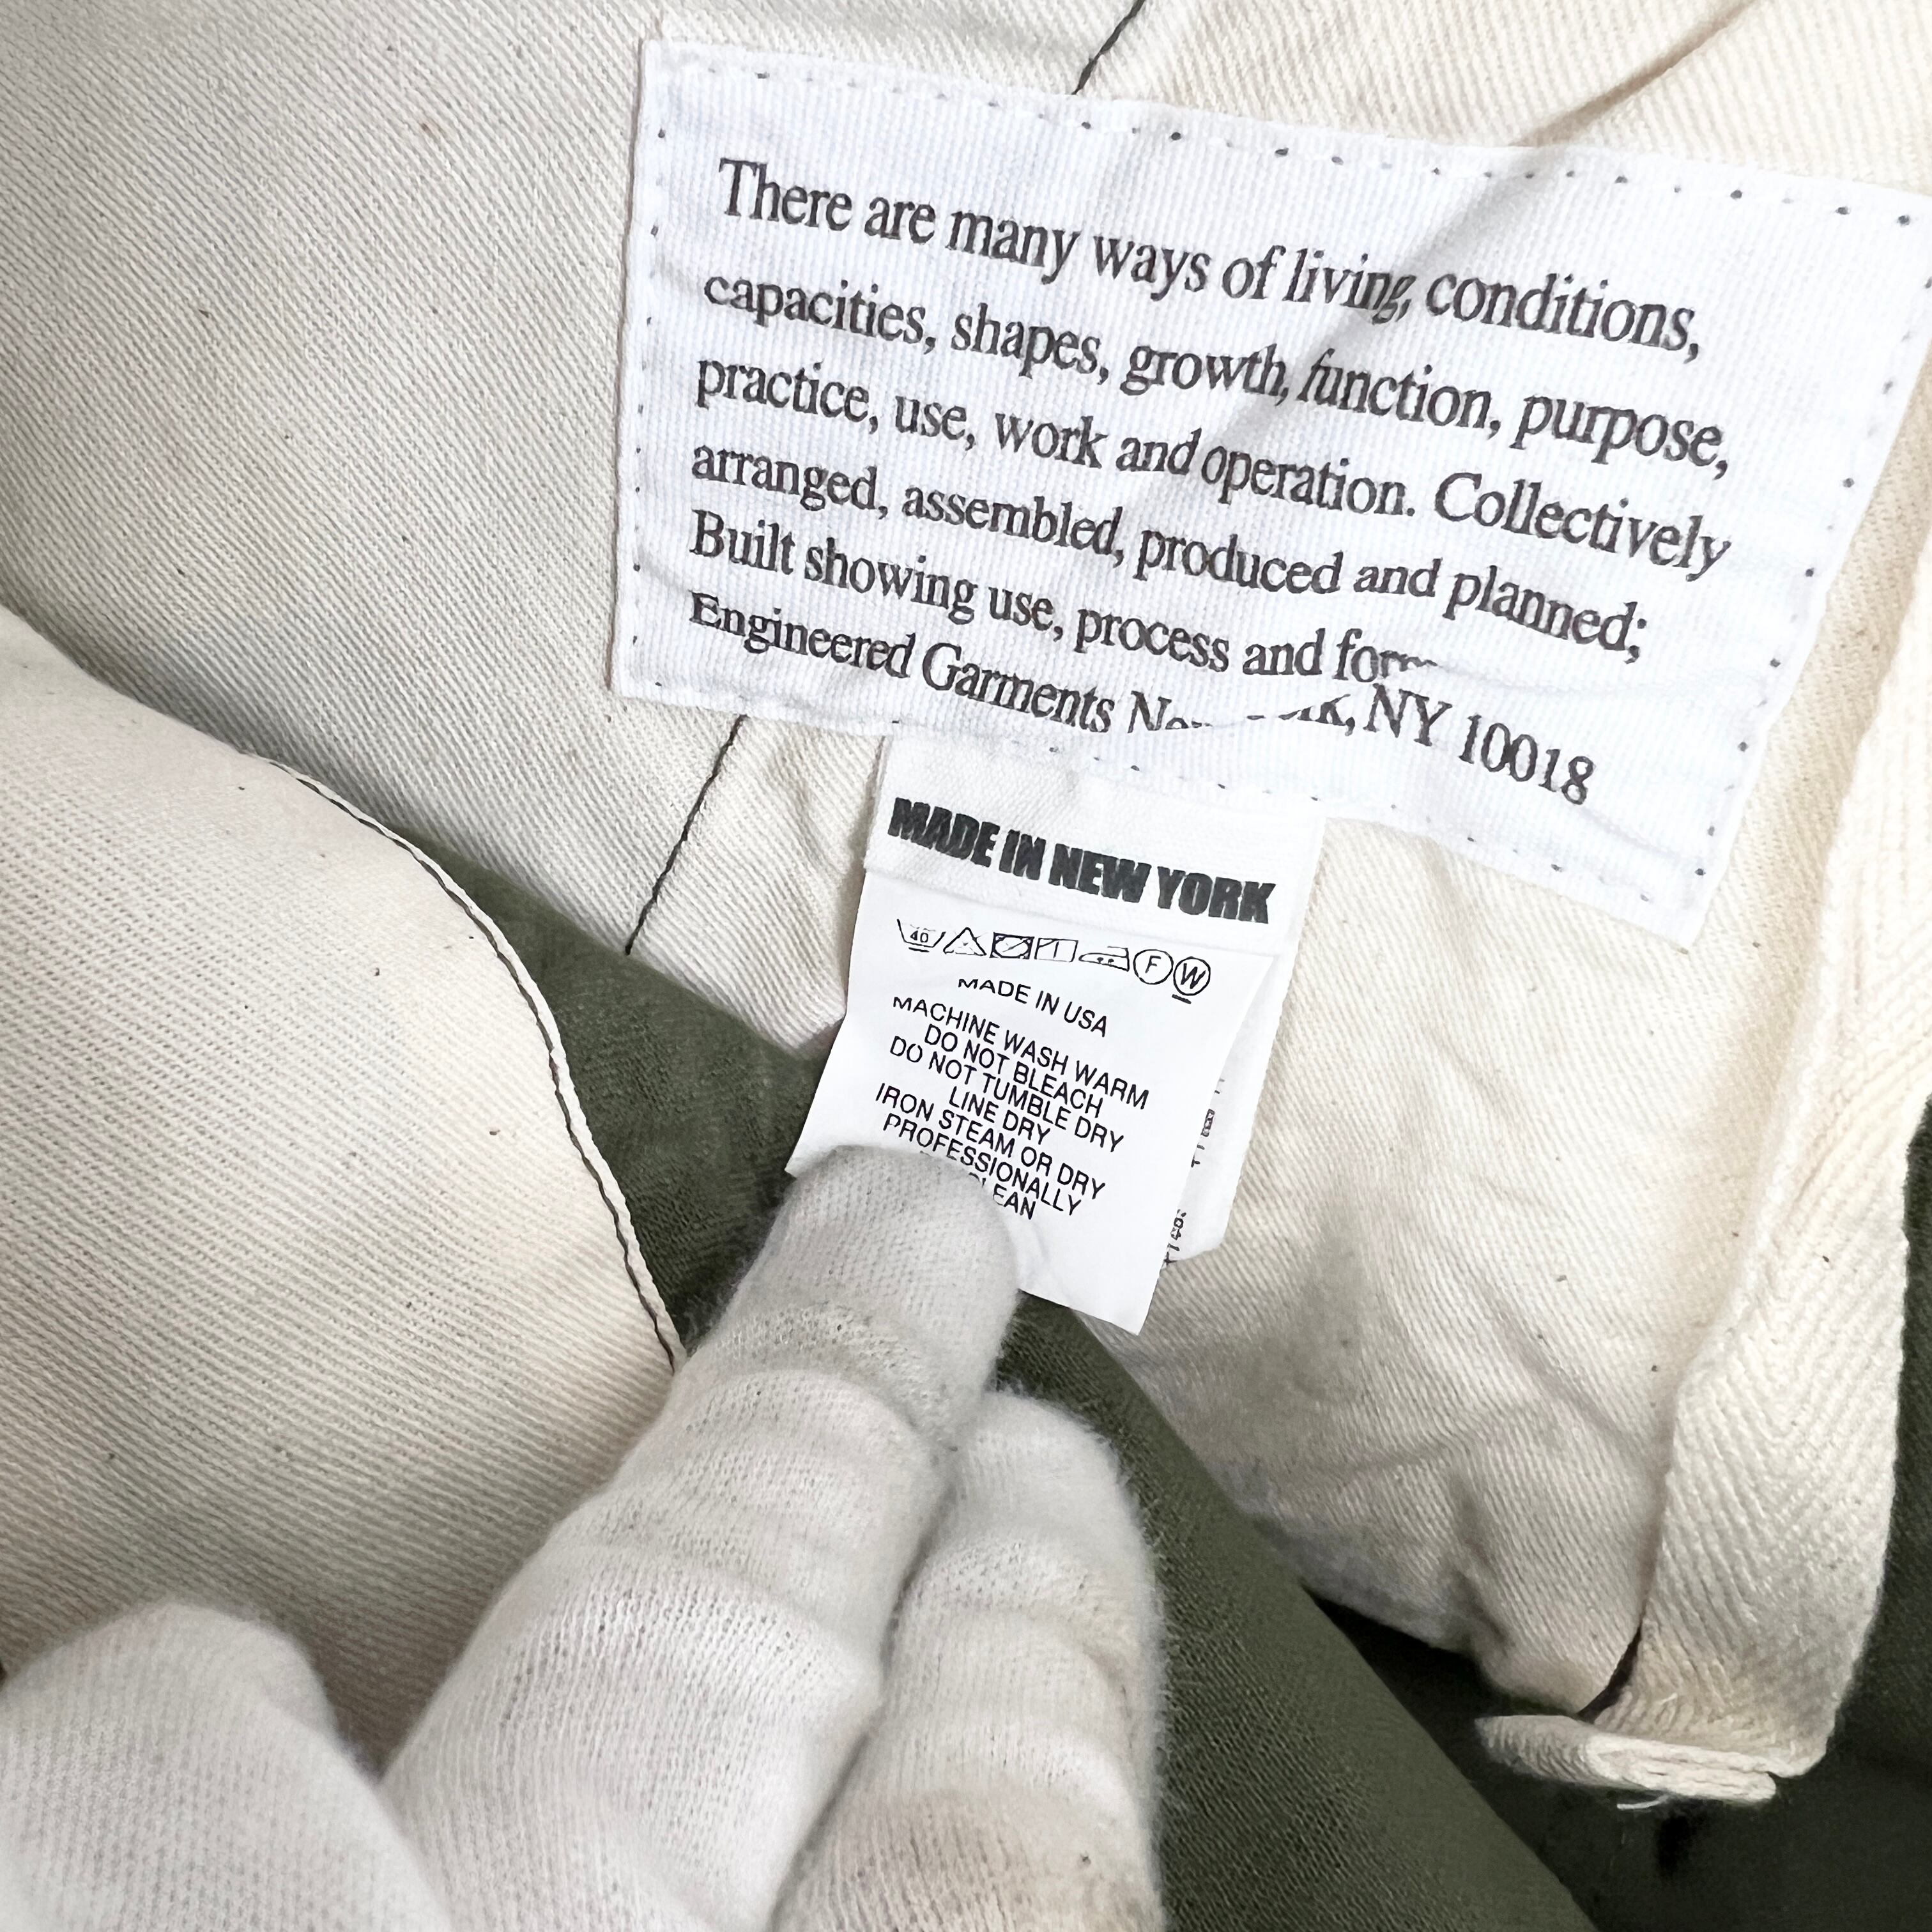 There are many ways of living, conditions,
capacities, shapes, growth, function, purpose,
practice, use, work and operation. Collectively
arranged, assembled, produced and planned;
Built showing use, process and
Engineered Garments NY 10018
MADE IN NEW YORK
40 F W
MADE IN USA
MACHINE WASH WARM
DO NOT BLEACH
DO NOT TUMBLE DRY
LINE DRY
IRON STEAM OR DRY
PROFESSIONALLY